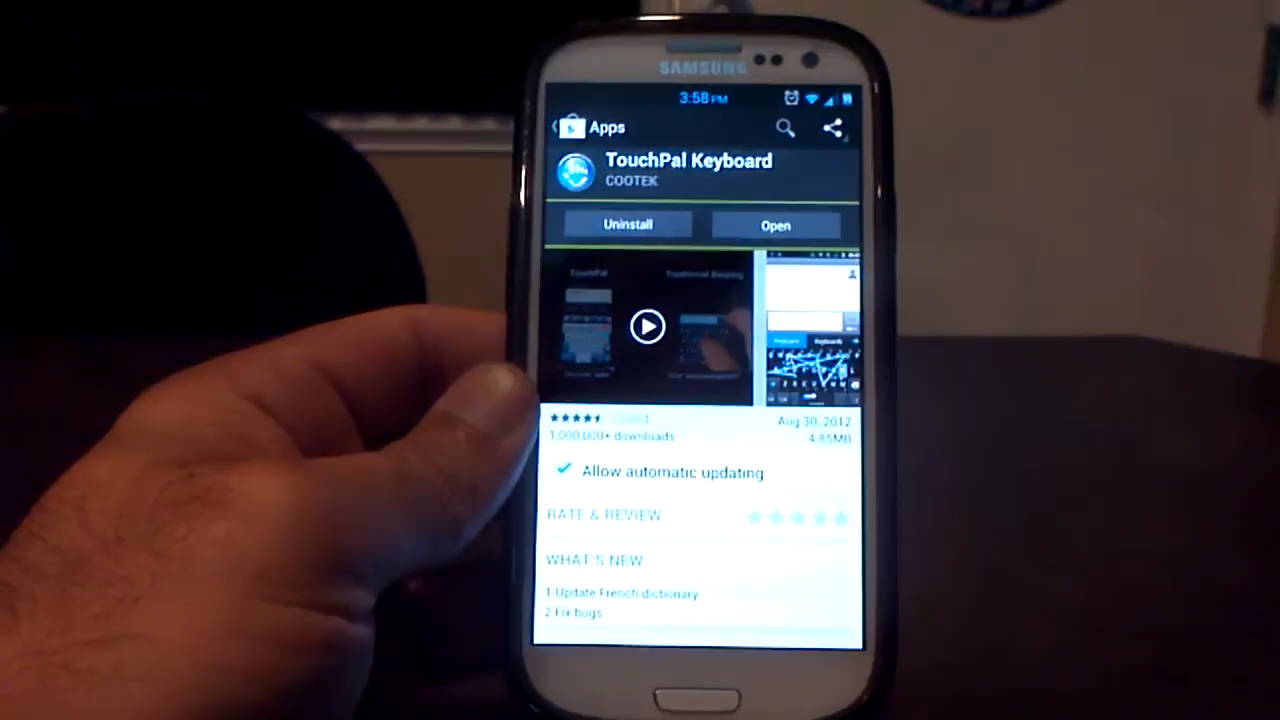 SAMSUNG
3:58 PM
Apps
TouchPal Keyboard
COOTEK
Uninstall
Open
TouchPal
Aug 30, 2012
1,000,000+ downloads
4.85MB
Allow automatic updating
RATE & REVIEW
WHAT'S NEW
1 Update French dictionary
2 Fix bugs